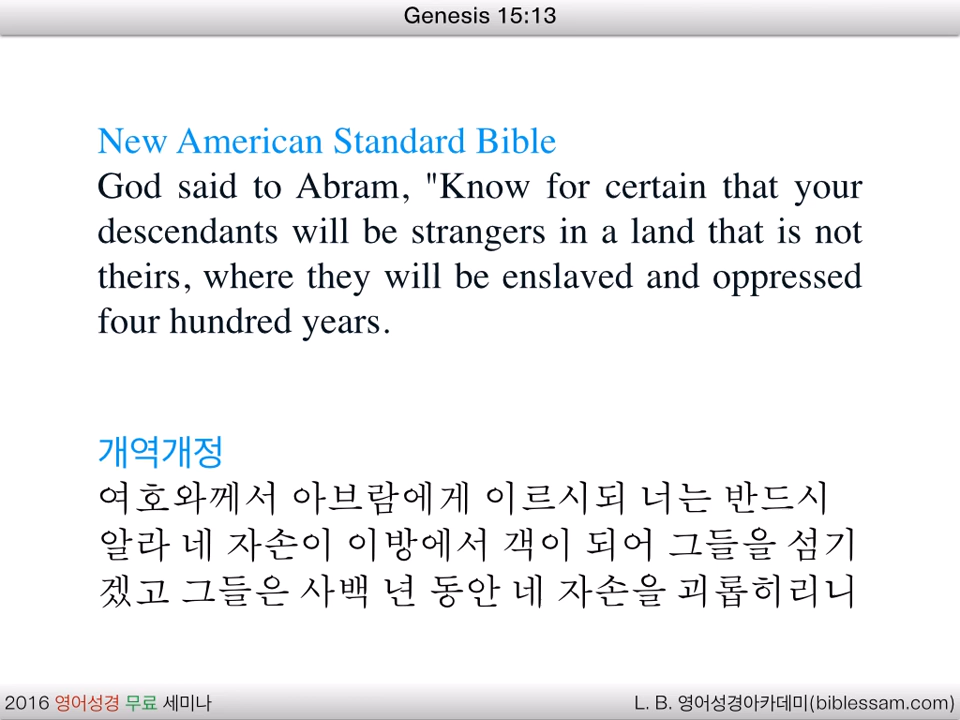 Genesis 15:13
New American Standard Bible
God said to Abram, "Know for certain that your
descendants will be strangers in a land that is not
theirs, where they will be enslaved and oppressed
four hundred years.
개역개정
여호와께서 아브람에게 이르시되 너는 반드시
알라 네 자손이 이방에서 객이 되어 그들을 섬기
겠고 그들은 사백 년 동안 네 자손을 괴롭히리니
2016 영어성경 무료 세미나
L. B. 영어성경아카데미(biblessam.com)